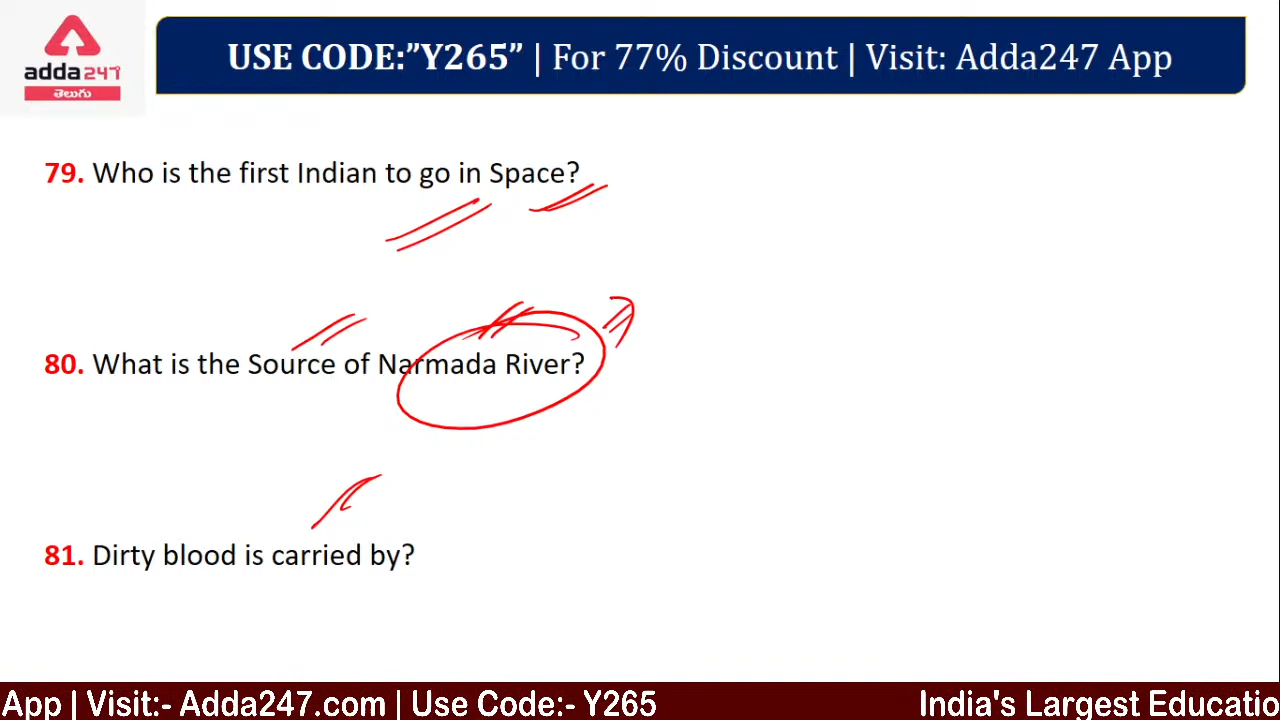 adda247
తెలుగు
USE CODE:”Y265” | For 77% Discount | Visit: Adda247 App
79. Who is the first Indian to go in Space?
80. What is the Source of Narmada River?
81. Dirty blood is carried by?
App | Visit:- Adda247.com | Use Code:- Y265 India's Largest Educatio